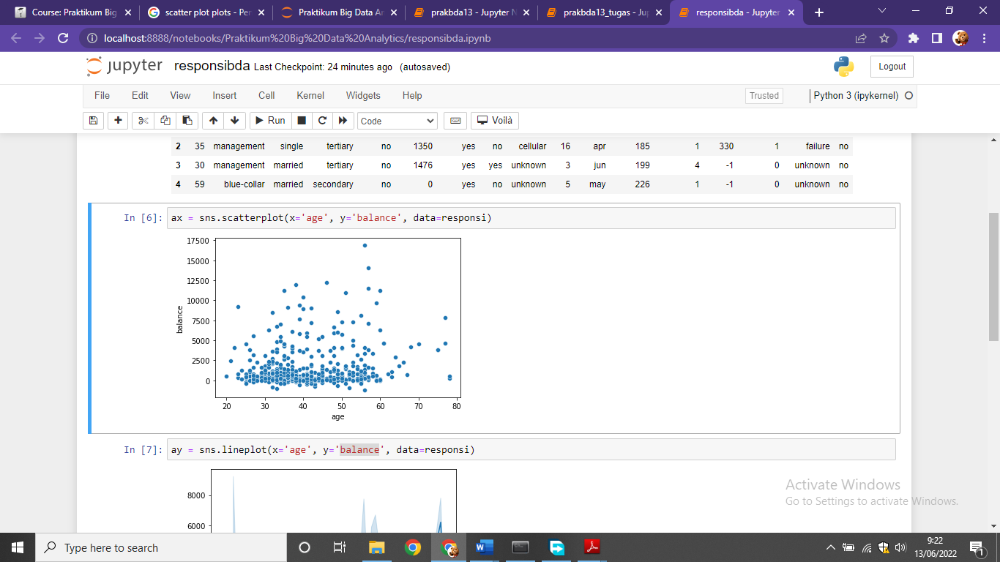 Course: Praktikum Big
scatter plot plots - Per
Praktikum Big Data Ar
prakbda13 - Jupyter N
prakbda13_tugas - Jup
responsibda - Jupyter
localhost:8888/notebooks/Praktikum%20Big%20Data%20Analytics/responsibda.ipynb
jupyter responsibda Last Checkpoint: 24 minutes ago (autosaved)
Logout
File Edit View Insert Cell Kernel Widgets Help
Trusted
Python 3 (ipykernel)
Run
Code
Voilà
2 35 management single tertiary no 1350 yes no cellular 16 apr 185 1 330 1 failure no
3 30 management married tertiary no 1476 yes yes unknown 3 jun 199 4 -1 0 unknown no
4 59 blue-collar married secondary no 0 yes no unknown 5 may 226 1 -1 0 unknown no
In [6]: ax = sns.scatterplot(x='age', y='balance', data=responsi)
17500
15000
12500
10000
7500
5000
2500
0
balance
20 30 40 50 60 70 80
age
In [7]: ay = sns.lineplot(x='age', y='balance', data=responsi)
8000
6000
Activate Windows
Go to Settings to activate Windows.
Type here to search
9:22
13/06/2022
1